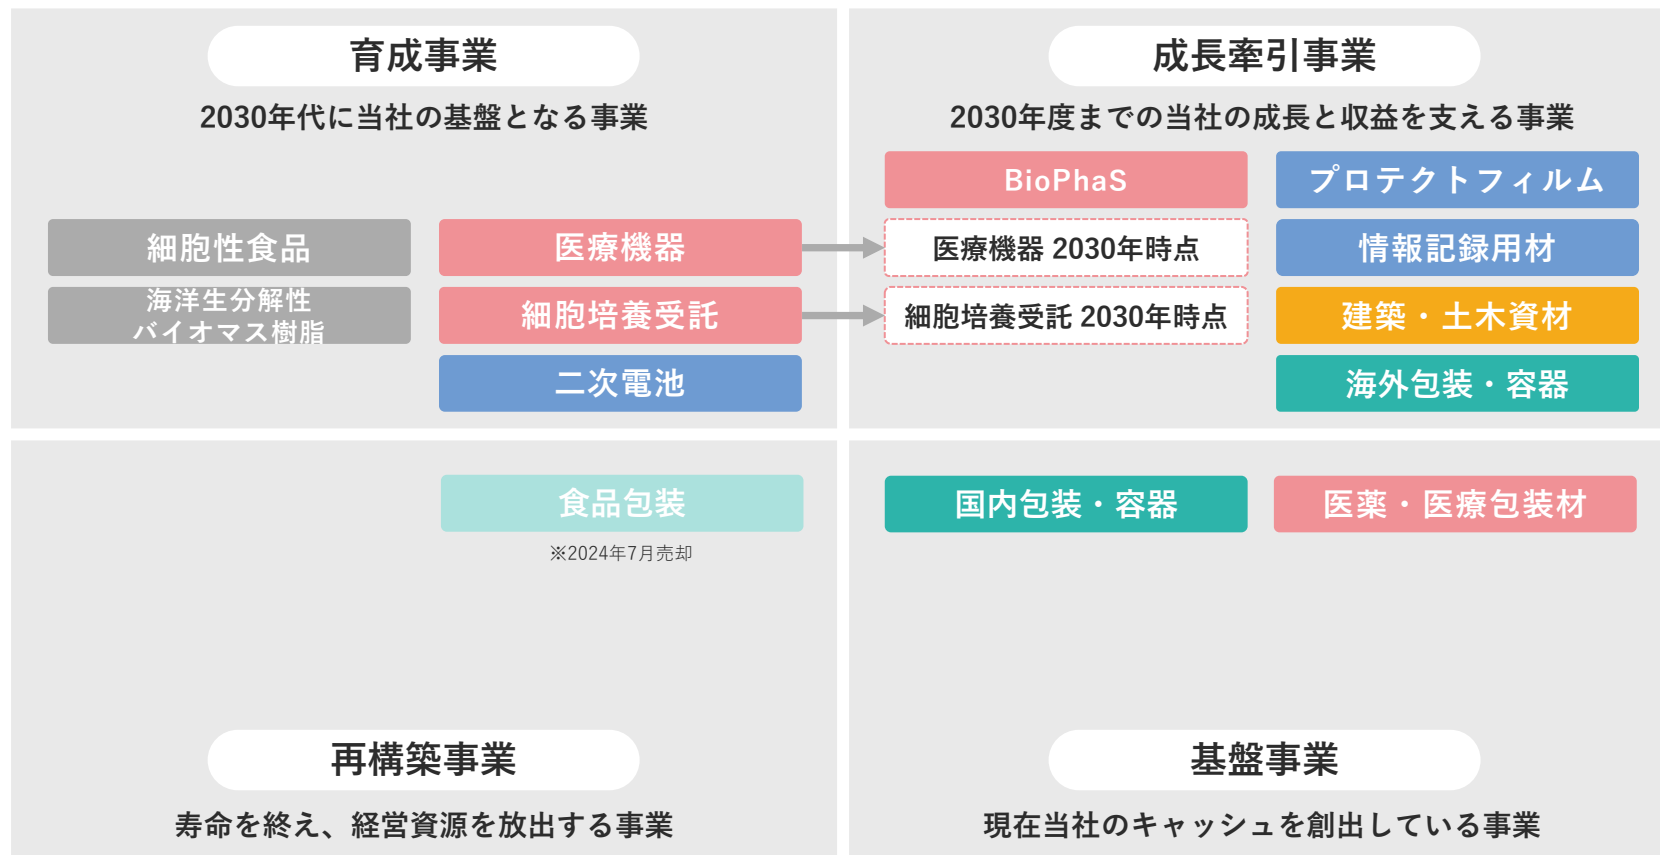 育成事業
2030年代に当社の基盤となる事業
細胞性食品
海洋生分解性
バイオマス樹脂
医療機器
細胞培養受託
二次電池
成長牽引事業
2030年度までの当社の成長と収益を支える事業
BioPhaS
医療機器 2030年時点
細胞培養受託 2030年時点
プロテクトフィルム
情報記録用材
建築・土木資材
海外包装・容器
食品包装
※2024年7月売却
再構築事業
寿命を終え、経営資源を放出する事業
国内包装・容器
医薬・医療包装材
基盤事業
現在当社のキャッシュを創出している事業